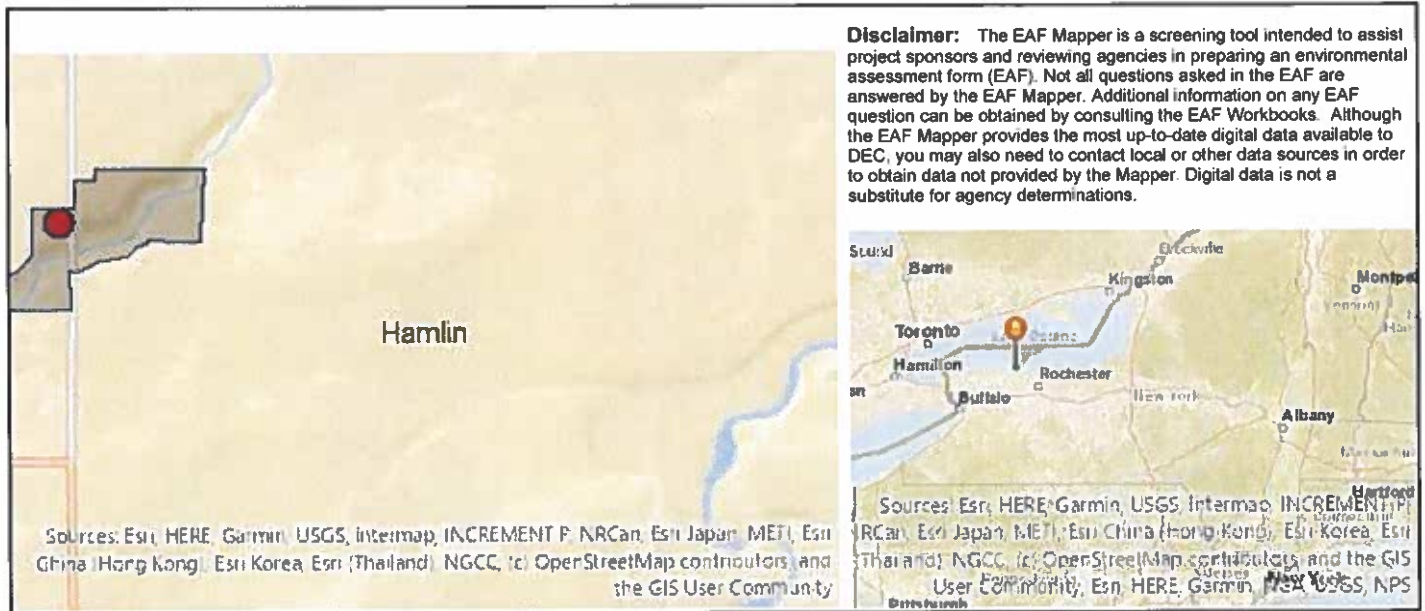 Disclaimer: The EAF Mapper is a screening tool intended to assist
project sponsors and reviewing agencies in preparing an environmental
assessment form (EAF). Not all questions asked in the EAF are
answered by the EAF Mapper. Additional information on any EAF
question can be obtained by consulting the EAF Workbooks. Although
the EAF Mapper provides the most up-to-date digital data available to
DEC, you may also need to contact local or other data sources in order
to obtain data not provided by the Mapper. Digital data is not a
substitute for agency determinations.
Hamlin
Sources: Esri, HERE, Garmin, USGS, Intermap, INCREMENT P, NRCan, Esri Japan, METI, Esri
China (Hong Kong), Esri Korea, Esri (Thailand), NGCC, (c) OpenStreetMap contributors, and
the GIS User Community
Barrie
Kingston
Toronto
Hamilton
Rochester
Buffalo
New York
Albany
Hartford
Sources: Esri, HERE, Garmin, USGS, Intermap, INCREMENT P,
NRCan, Esri Japan, METI, Esri China (Hong Kong), Esri Korea, Esri
(Thailand), NGCC, (c) OpenStreetMap contributors, and the GIS
User Community, Esri, HERE, Garmin, USGS, NPS
New York
Pittsburgh